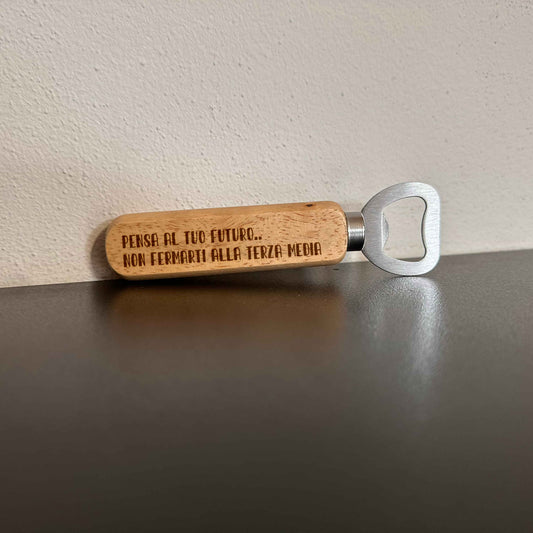 PENSA AL TUO FUTURO..
NON FERMARTI ALLA TERZA MEDIA